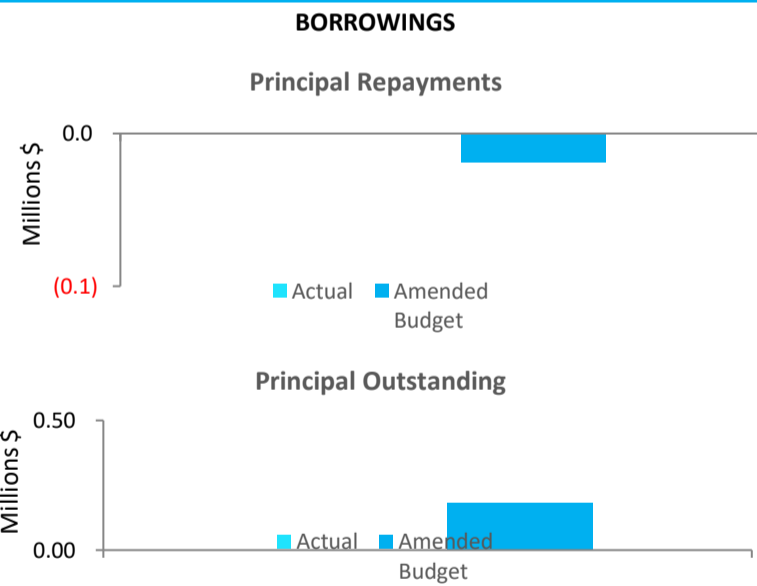 BORROWINGS
Principal Repayments
0.0
Millions $
(0.1)
Actual
Amended
Budget
Principal Outstanding
0.50
Millions $
0.00
Actual
Amended
Budget